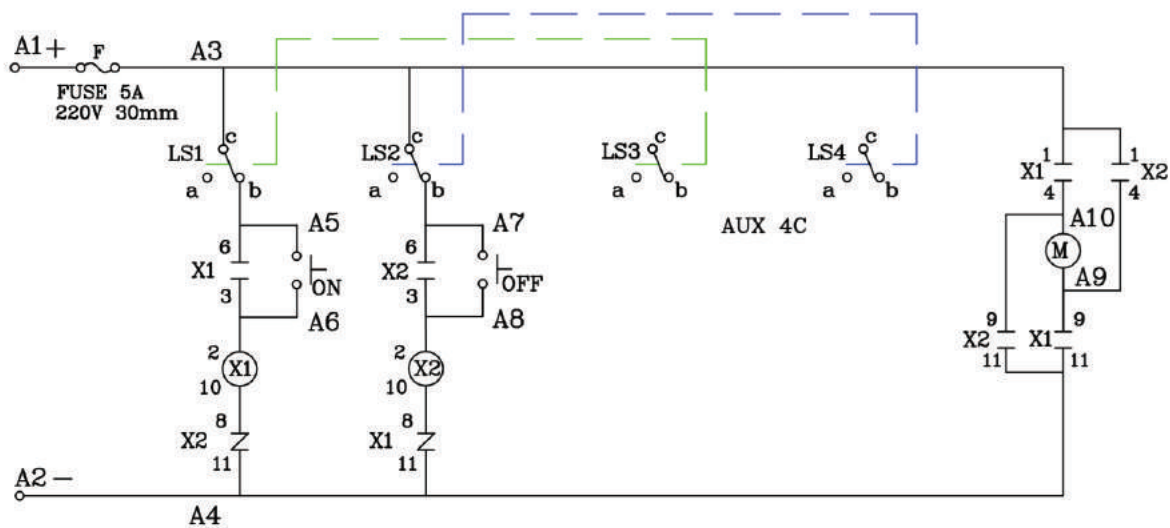 A1+
F
A3
FUSE 5A
220V 30mm
c
LS1
a
b
c
LS2
a
b
c
LS3
a
b
c
LS4
a
b
AUX 4C
1
X1
4
1
X2
4
A5
6
X1
3
ON
A6
A7
6
X2
3
OFF
A8
A10
M
A9
9
X2
11
9
X1
11
2
X1
10
2
X2
10
8
X2
11
8
X1
11
A2−
A4